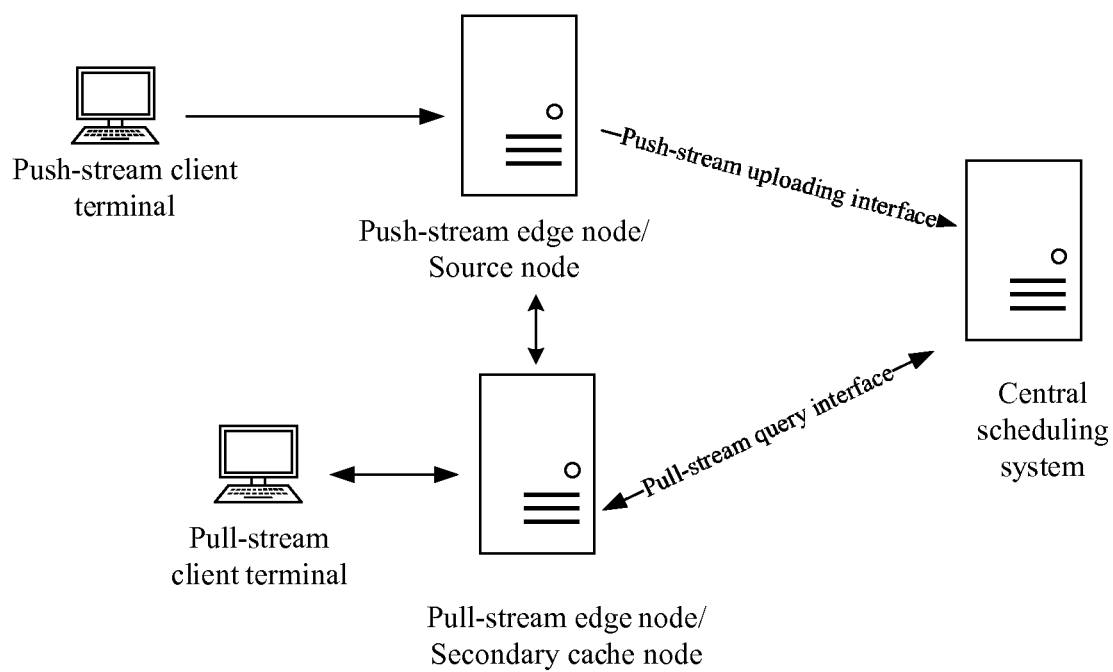 Push-stream client
terminal
Push-stream edge node/
Source node
Push-stream uploading interface
Central
scheduling
system
Pull-stream query interface
Pull-stream
client terminal
Pull-stream edge node/
Secondary cache node